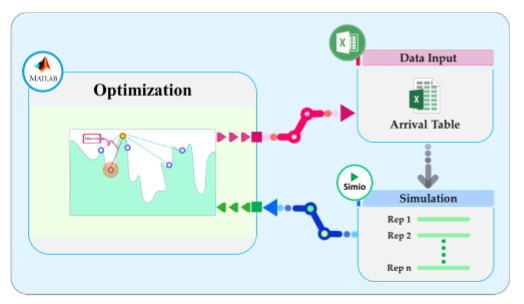 MATLAB
Optimization
Data Input
Arrival Table
Simio
Simulation
Rep 1
Rep 2
Rep n